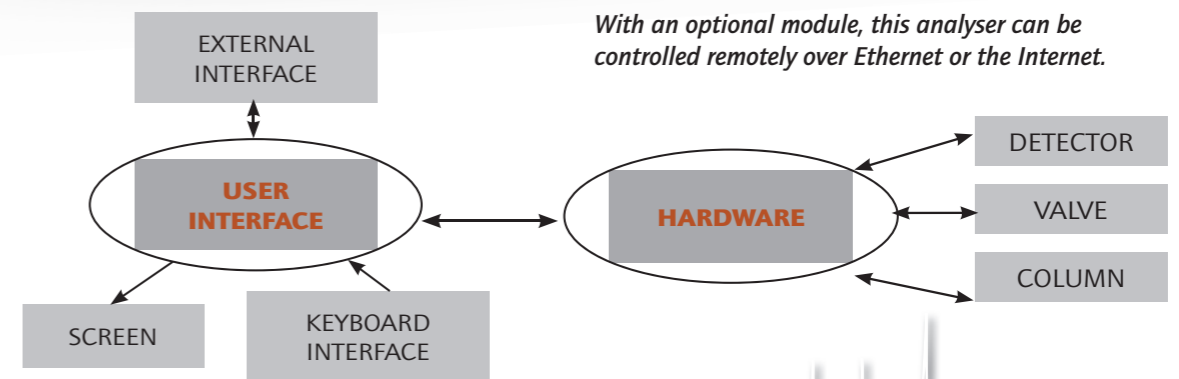 With an optional module, this analyser can be
controlled remotely over Ethernet or the Internet.
EXTERNAL
INTERFACE
USER
INTERFACE
SCREEN
KEYBOARD
INTERFACE
HARDWARE
DETECTOR
VALVE
COLUMN